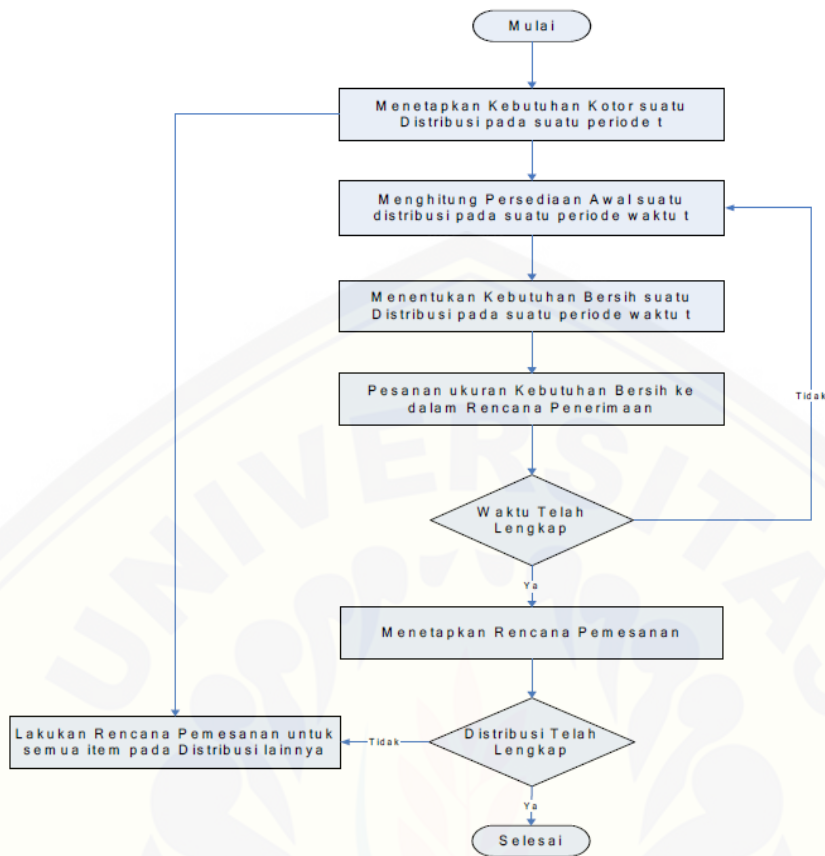 Mulai
Menetapkan Kebutuhan Kotor suatu
Distribusi pada suatu periode t
Menghitung Persediaan Awal suatu
distribusi pada suatu periode waktu t
Menentukan Kebutuhan Bersih suatu
Distribusi pada suatu periode waktu t
Pesanan ukuran Kebutuhan Bersih ke
dalam Rencana Penerimaan
Tidak
Waktu Telah
Lengkap
Ya
Menetapkan Rencana Pemesanan
Lakukan Rencana Pemesanan untuk
semua item pada Distribusi lainnya
Tidak
Distribusi Telah
Lengkap
Ya
Selesai
UNIVERSITAS